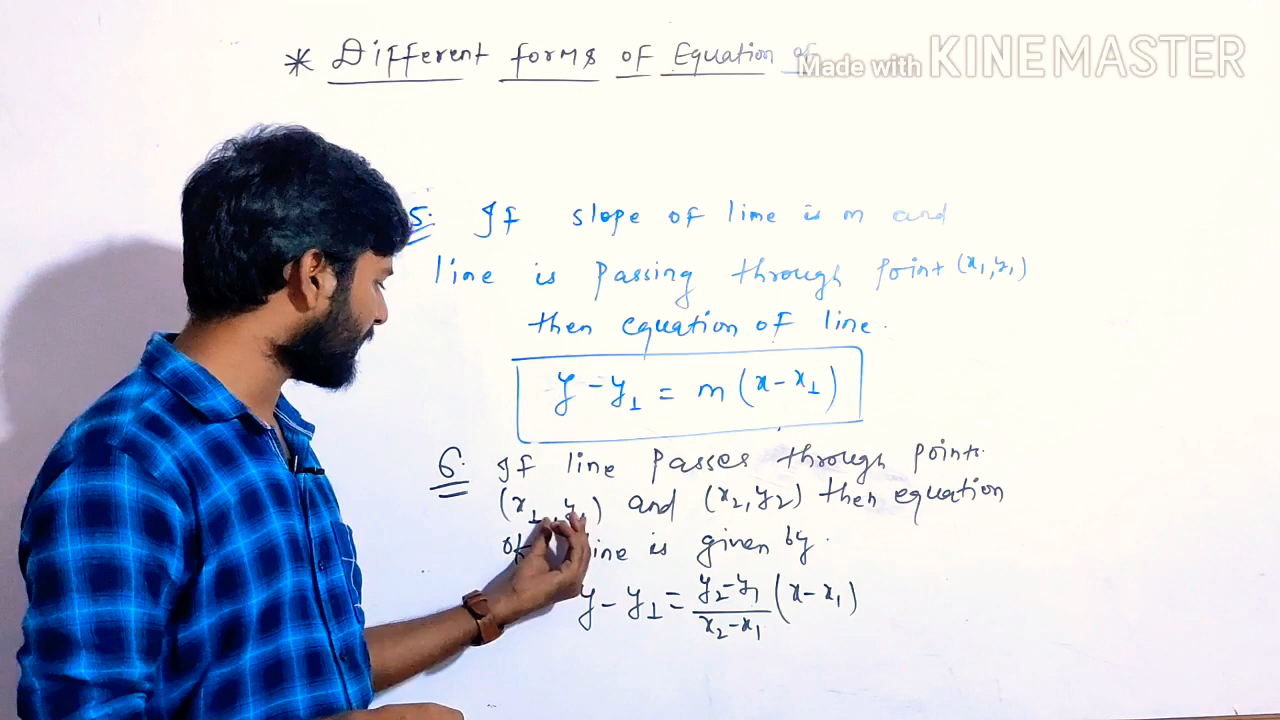 * Different forms of Equation of
Made with KINEMASTER
5. If slope of line is m and
line is passing through point (x₁,y₁)
then equation of line.
y - y₁ = m (x - x₁)
6. If line passes through points.
(x₁, y₁) and (x₂, y₂) then equation
of line is given by.
y - y₁ = y₂-y₁/x₂-x₁ (x - x₁)